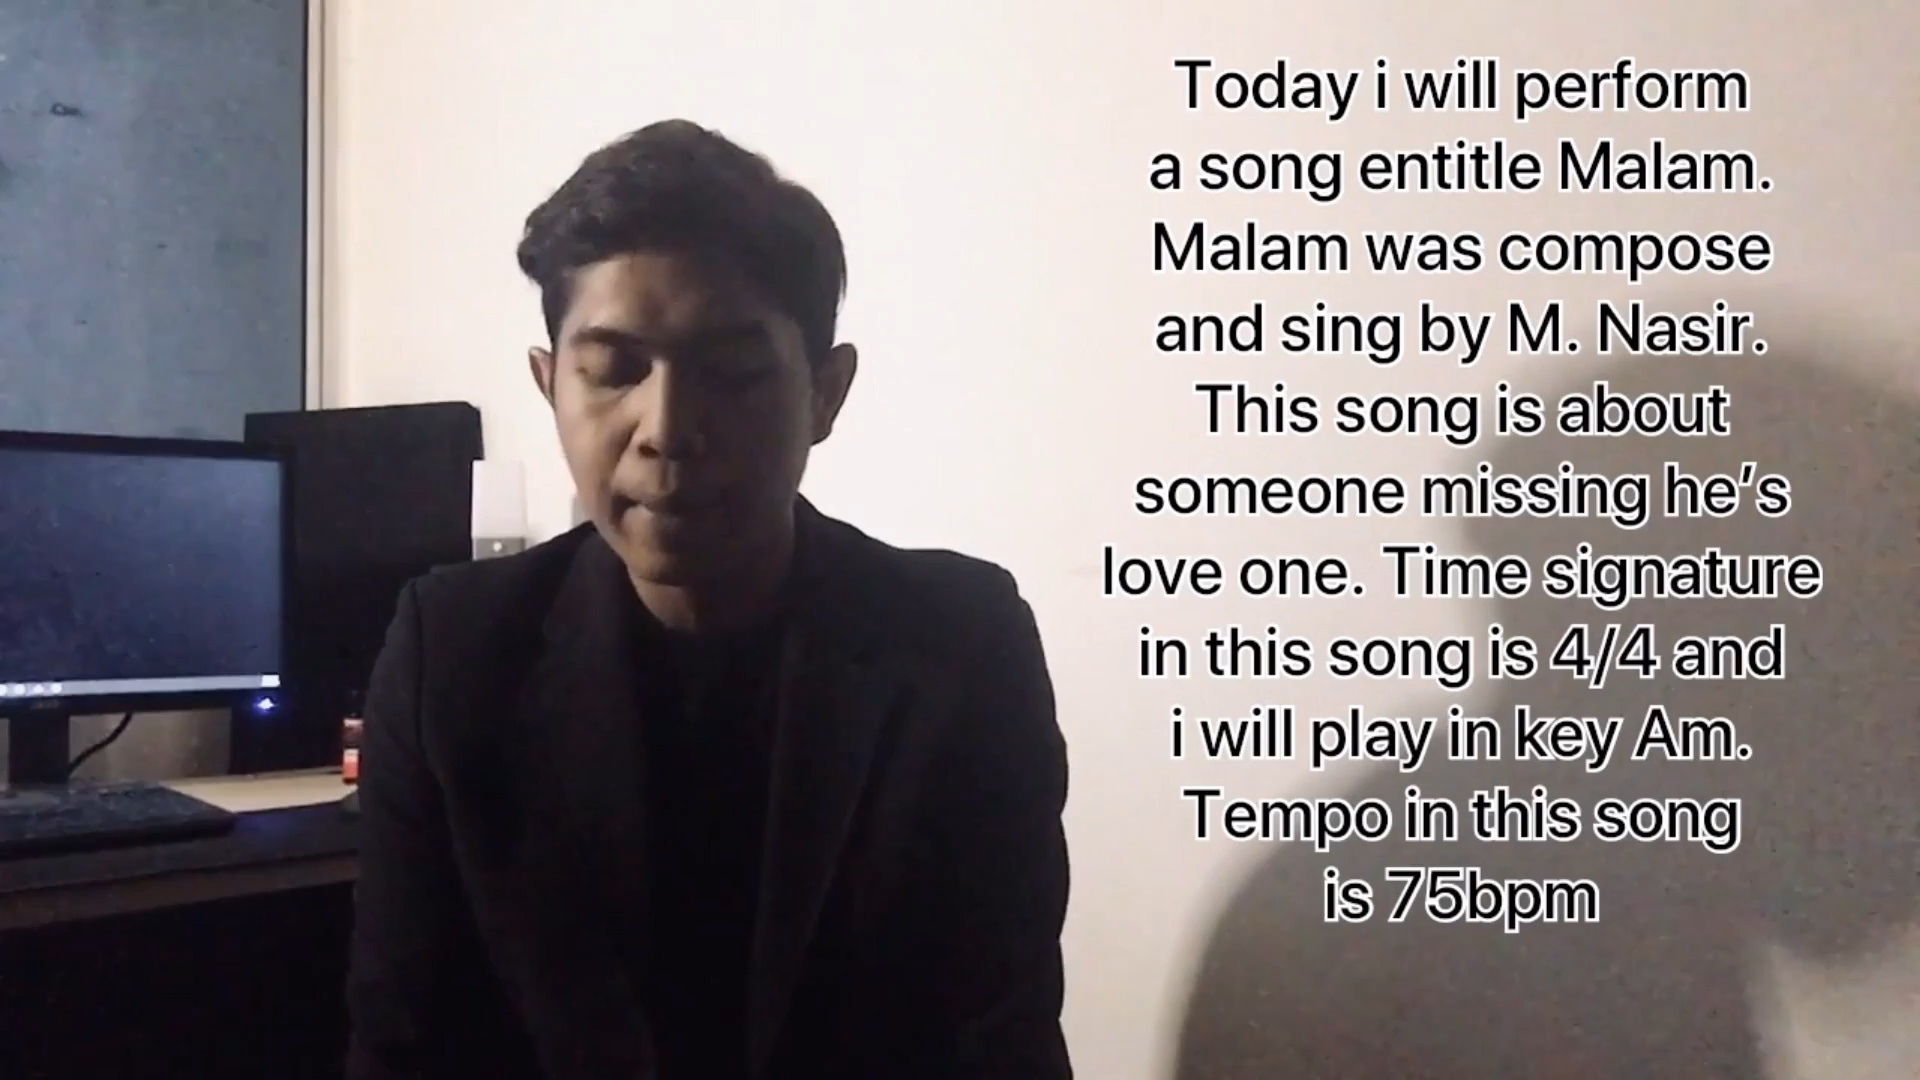 Today i will perform
a song entitle Malam.
Malam was compose
and sing by M. Nasir.
This song is about
someone missing he’s
love one. Time signature
in this song is 4/4 and
i will play in key Am.
Tempo in this song
is 75bpm